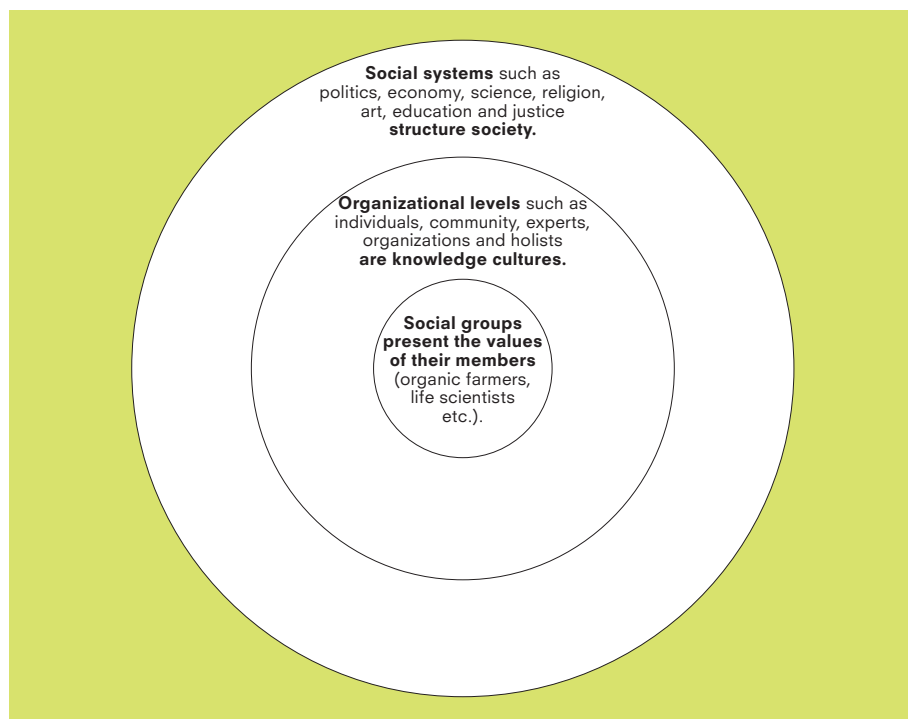 Social systems such as
politics, economy, science, religion,
art, education and justice
structure society.
Organizational levels such as
individuals, community, experts,
organizations and holists
are knowledge cultures.
Social groups
present the values
of their members
(organic farmers,
life scientists
etc.).